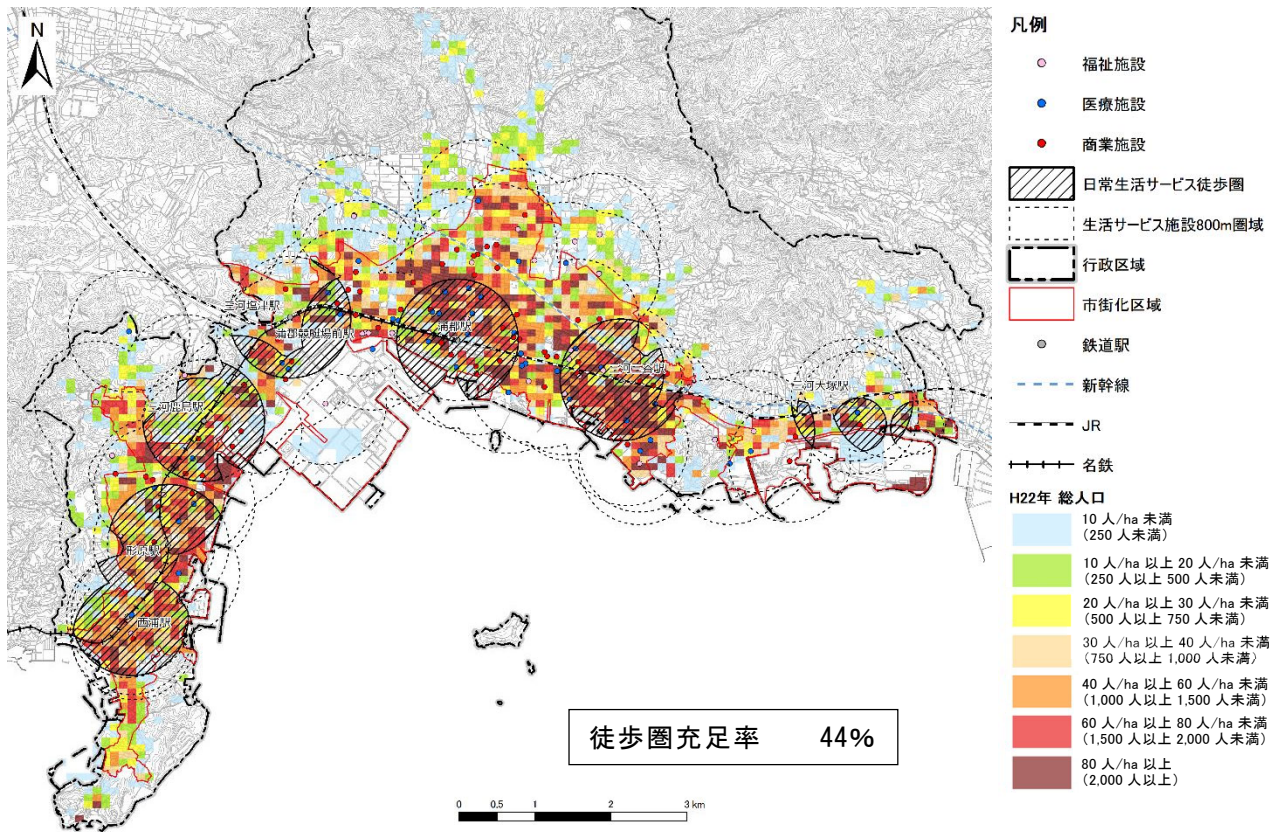 N
三河塩津駅
蒲郡競艇場前駅
蒲郡駅
三河三谷駅
三河大塚駅
三河鹿島駅
形原駅
西浦駅
徒歩圏充足率 44%
0 0.5 1 2 3 km
凡例
福祉施設
医療施設
商業施設
日常生活サービス徒歩圏
生活サービス施設800m圏域
行政区域
市街化区域
鉄道駅
新幹線
JR
名鉄
H22年 総人口
10 人/ha 未満
(250 人未満)
10 人/ha 以上 20 人/ha 未満
(250 人以上 500 人未満)
20 人/ha 以上 30 人/ha 未満
(500 人以上 750 人未満)
30 人/ha 以上 40 人/ha 未満
(750 人以上 1,000 人未満)
40 人/ha 以上 60 人/ha 未満
(1,000 人以上 1,500 人未満)
60 人/ha 以上 80 人/ha 未満
(1,500 人以上 2,000 人未満)
80 人/ha 以上
(2,000 人以上)